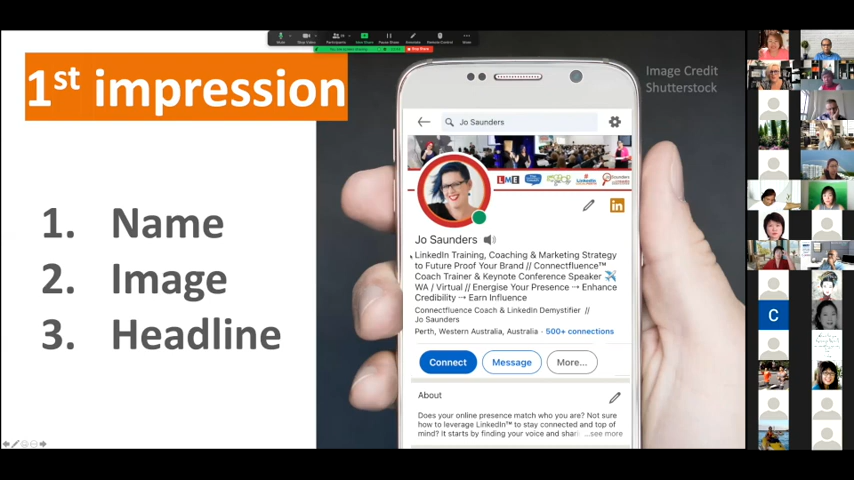 1st impression
1. Name
2. Image
3. Headline
Image Credit
Shutterstock
Jo Saunders
LME
Jo Saunders
LinkedIn Training, Coaching & Marketing Strategy
to Future Proof Your Brand // Connectfluence™
Coach Trainer & Keynote Conference Speaker ✈️
WA / Virtual // Energise Your Presence → Enhance
Credibility → Earn Influence
Connectfluence Coach & LinkedIn Demystifier //
Jo Saunders
Perth, Western Australia, Australia · 500+ connections
Connect
Message
More...
About
Does your online presence match who you are? Not sure
how to leverage LinkedIn™ to stay connected and top of
mind? It starts by finding your voice and shari ...see more
in
C